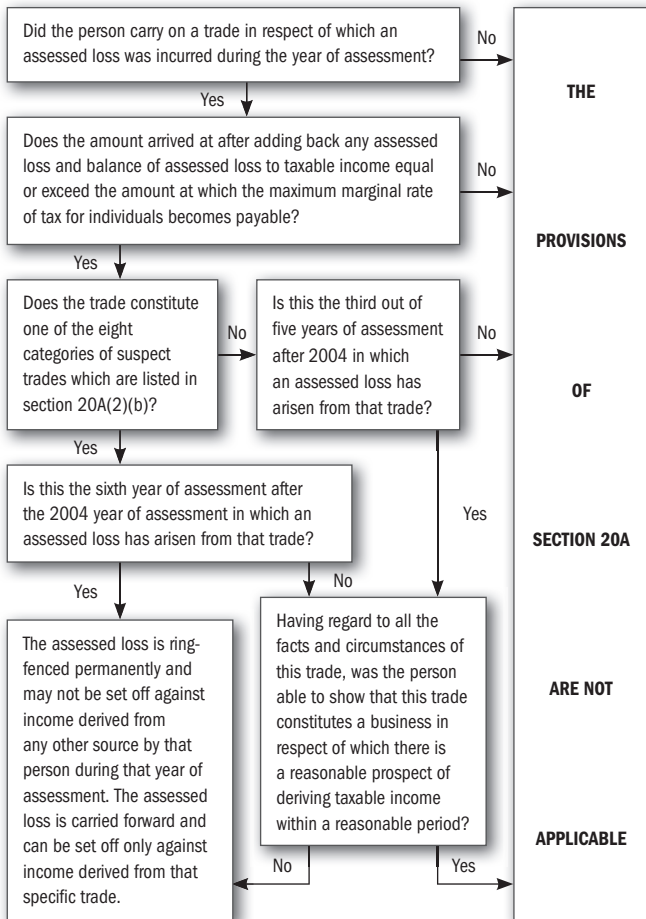 Did the person carry on a trade in respect of which an
assessed loss was incurred during the year of assessment?
No
THE
Yes
Does the amount arrived at after adding back any assessed
loss and balance of assessed loss to taxable income equal
or exceed the amount at which the maximum marginal rate
of tax for individuals becomes payable?
No
PROVISIONS
Yes
Does the trade constitute
one of the eight
categories of suspect
trades which are listed in
section 20A(2)(b)?
No
Is this the third out of
five years of assessment
after 2004 in which
an assessed loss has
arisen from that trade?
No
OF
Yes
Is this the sixth year of assessment after
the 2004 year of assessment in which an
assessed loss has arisen from that trade?
Yes
SECTION 20A
Yes
No
The assessed loss is ring-
fenced permanently and
may not be set off against
income derived from
any other source by that
person during that year of
assessment. The assessed
loss is carried forward and
can be set off only against
income derived from that
specific trade.
Having regard to all the
facts and circumstances of
this trade, was the person
able to show that this trade
constitutes a business in
respect of which there is
a reasonable prospect of
deriving taxable income
within a reasonable period?
ARE NOT
APPLICABLE
No
Yes